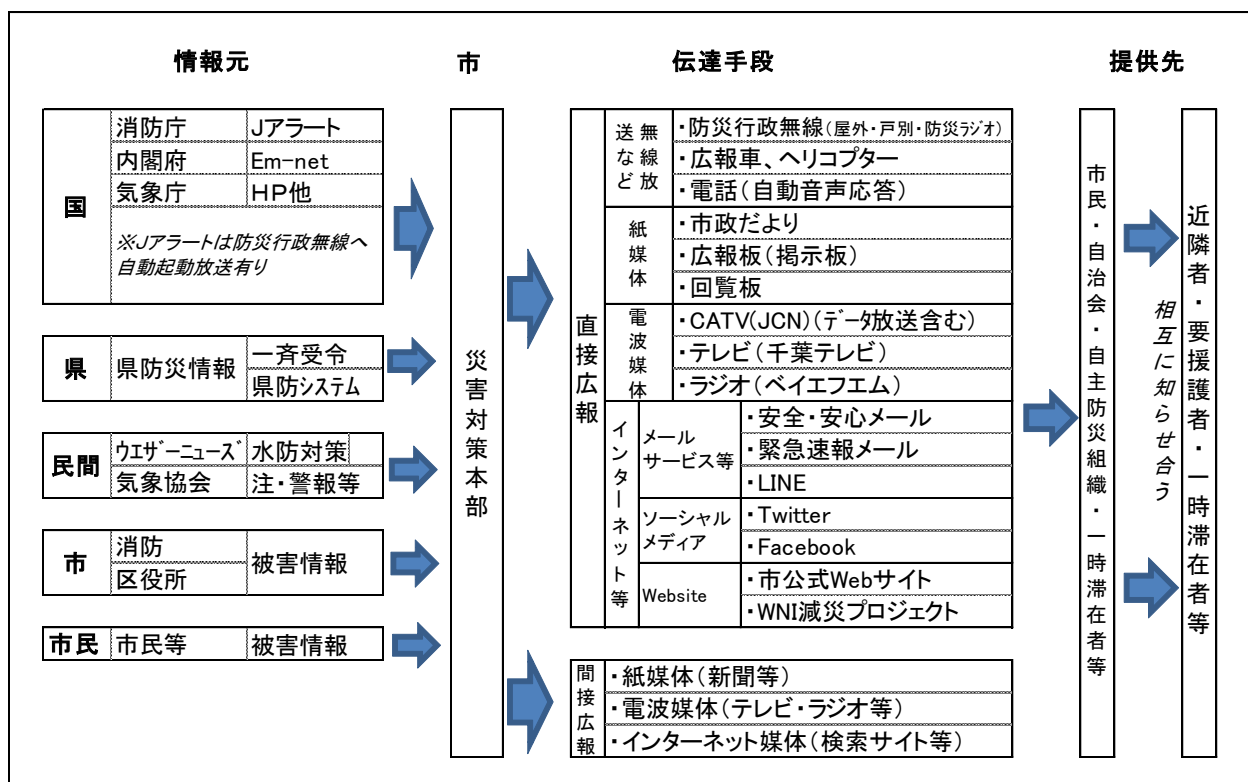 情報元
市
伝達手段
提供先
国
消防庁 Jアラート
内閣府 Em-net
気象庁 HP他
※Jアラートは防災行政無線へ
自動起動放送有り
県
県防災情報
一斉受令
県防システム
民間
ウエザーニューズ 水防対策
気象協会 注・警報等
市
消防
区役所
被害情報
市民 市民等 被害情報
災害対策本部
直接広報
無線放送など
・防災行政無線(屋外・戸別・防災ラジオ)
・広報車、ヘリコプター
・電話(自動音声応答)
紙媒体
・市政だより
・広報板(掲示板)
・回覧板
電波媒体
・CATV(JCN)(データ放送含む)
・テレビ(千葉テレビ)
・ラジオ(ベイエフエム)
インターネット等
メール
サービス等
・安全・安心メール
・緊急速報メール
・LINE
ソーシャル
メディア
・Twitter
・Facebook
Website
・市公式Webサイト
・WNI減災プロジェクト
間接広報
・紙媒体(新聞等)
・電波媒体(テレビ・ラジオ等)
・インターネット媒体(検索サイト等)
市民・自治会・自主防災組織・一時滞在者等
相互に知らせ合う
近隣者・要援護者・一時滞在者等